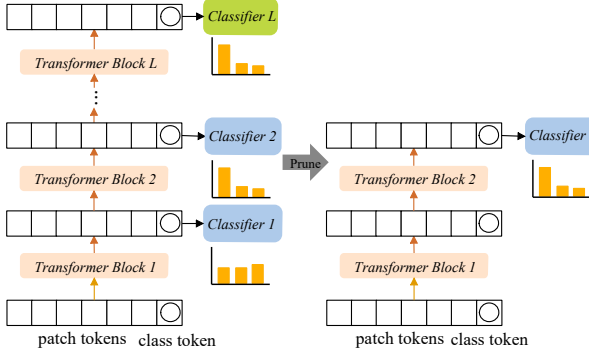 Classifier L
Transformer Block L
Classifier 2
Transformer Block 2
Classifier 1
Transformer Block 1
patch tokens
class token
Prune
Classifier
Transformer Block 2
Transformer Block 1
patch tokens
class token